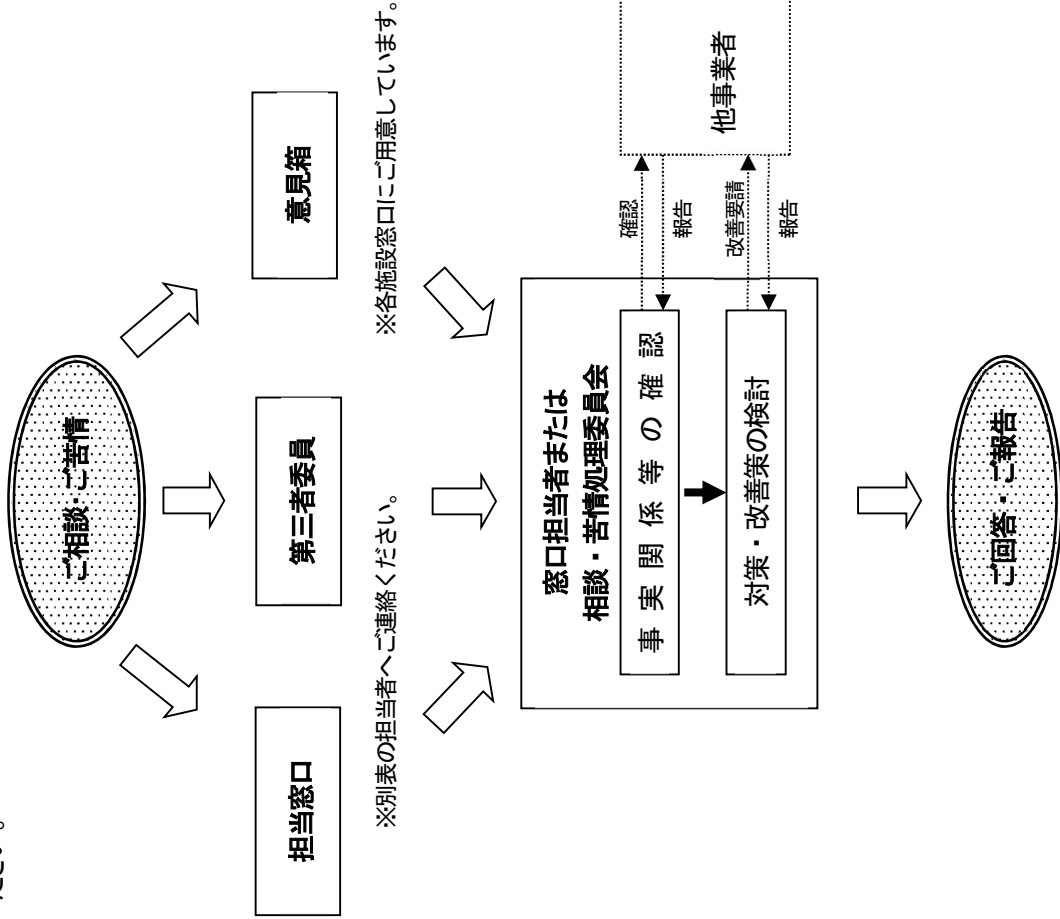 ださい。
ご相談・ご苦情
担当窓口
第三者委員
意見箱
※別表の担当者へご連絡ください。
※各施設窓口にご用意しています。
窓口担当者または
相談・苦情処理委員会
事実関係等の確認
対策・改善策の検討
確認
報告
改善要請
報告
他事業者
ご回答・ご報告